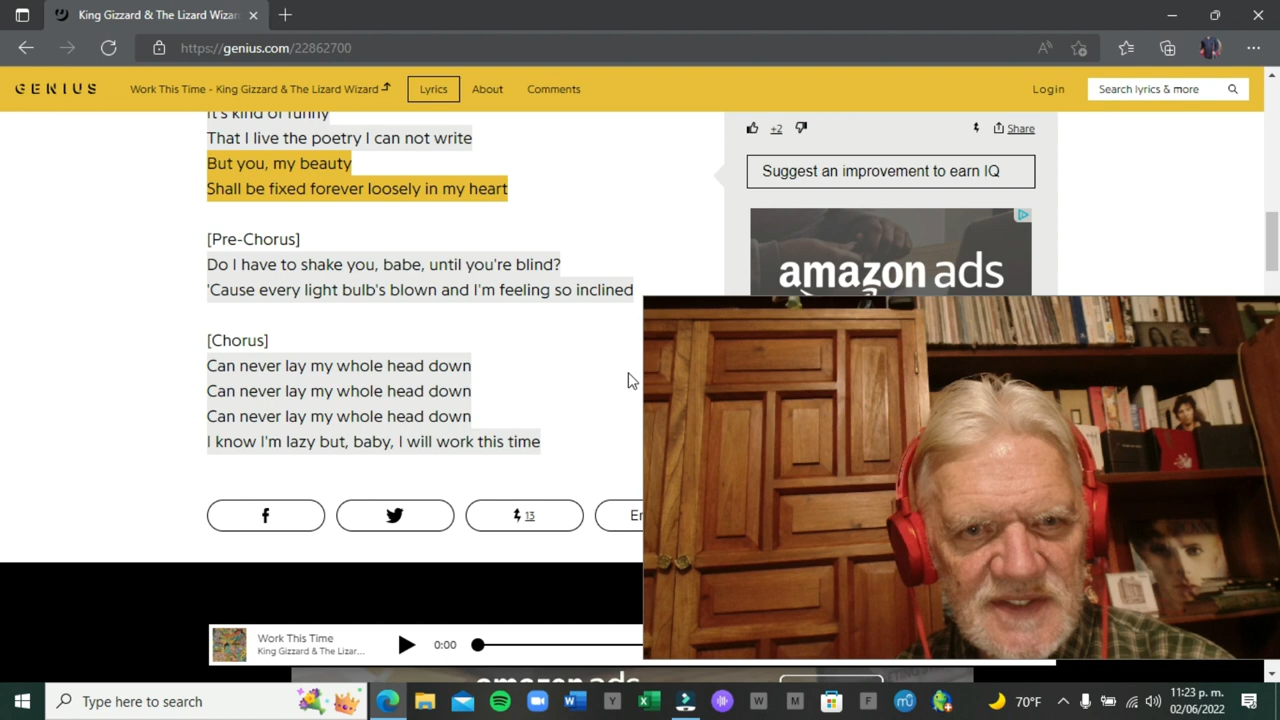 King Gizzard & The Lizard Wizar
https://genius.com/22862700
GENIUS
Work This Time - King Gizzard & The Lizard Wizard
Lyrics
About
Comments
Login
Search lyrics & more
It's kind of funny
That I live the poetry I can not write
But you, my beauty
Shall be fixed forever loosely in my heart
[Pre-Chorus]
Do I have to shake you, babe, until you're blind?
'Cause every light bulb's blown and I'm feeling so inclined
[Chorus]
Can never lay my whole head down
Can never lay my whole head down
Can never lay my whole head down
I know I'm lazy but, baby, I will work this time
13
+2
Share
Suggest an improvement to earn IQ
amazon ads
Work This Time
King Gizzard & The Lizar...
0:00
amazon ads
Type here to search
70°F
11:23 p. m.
02/06/2022